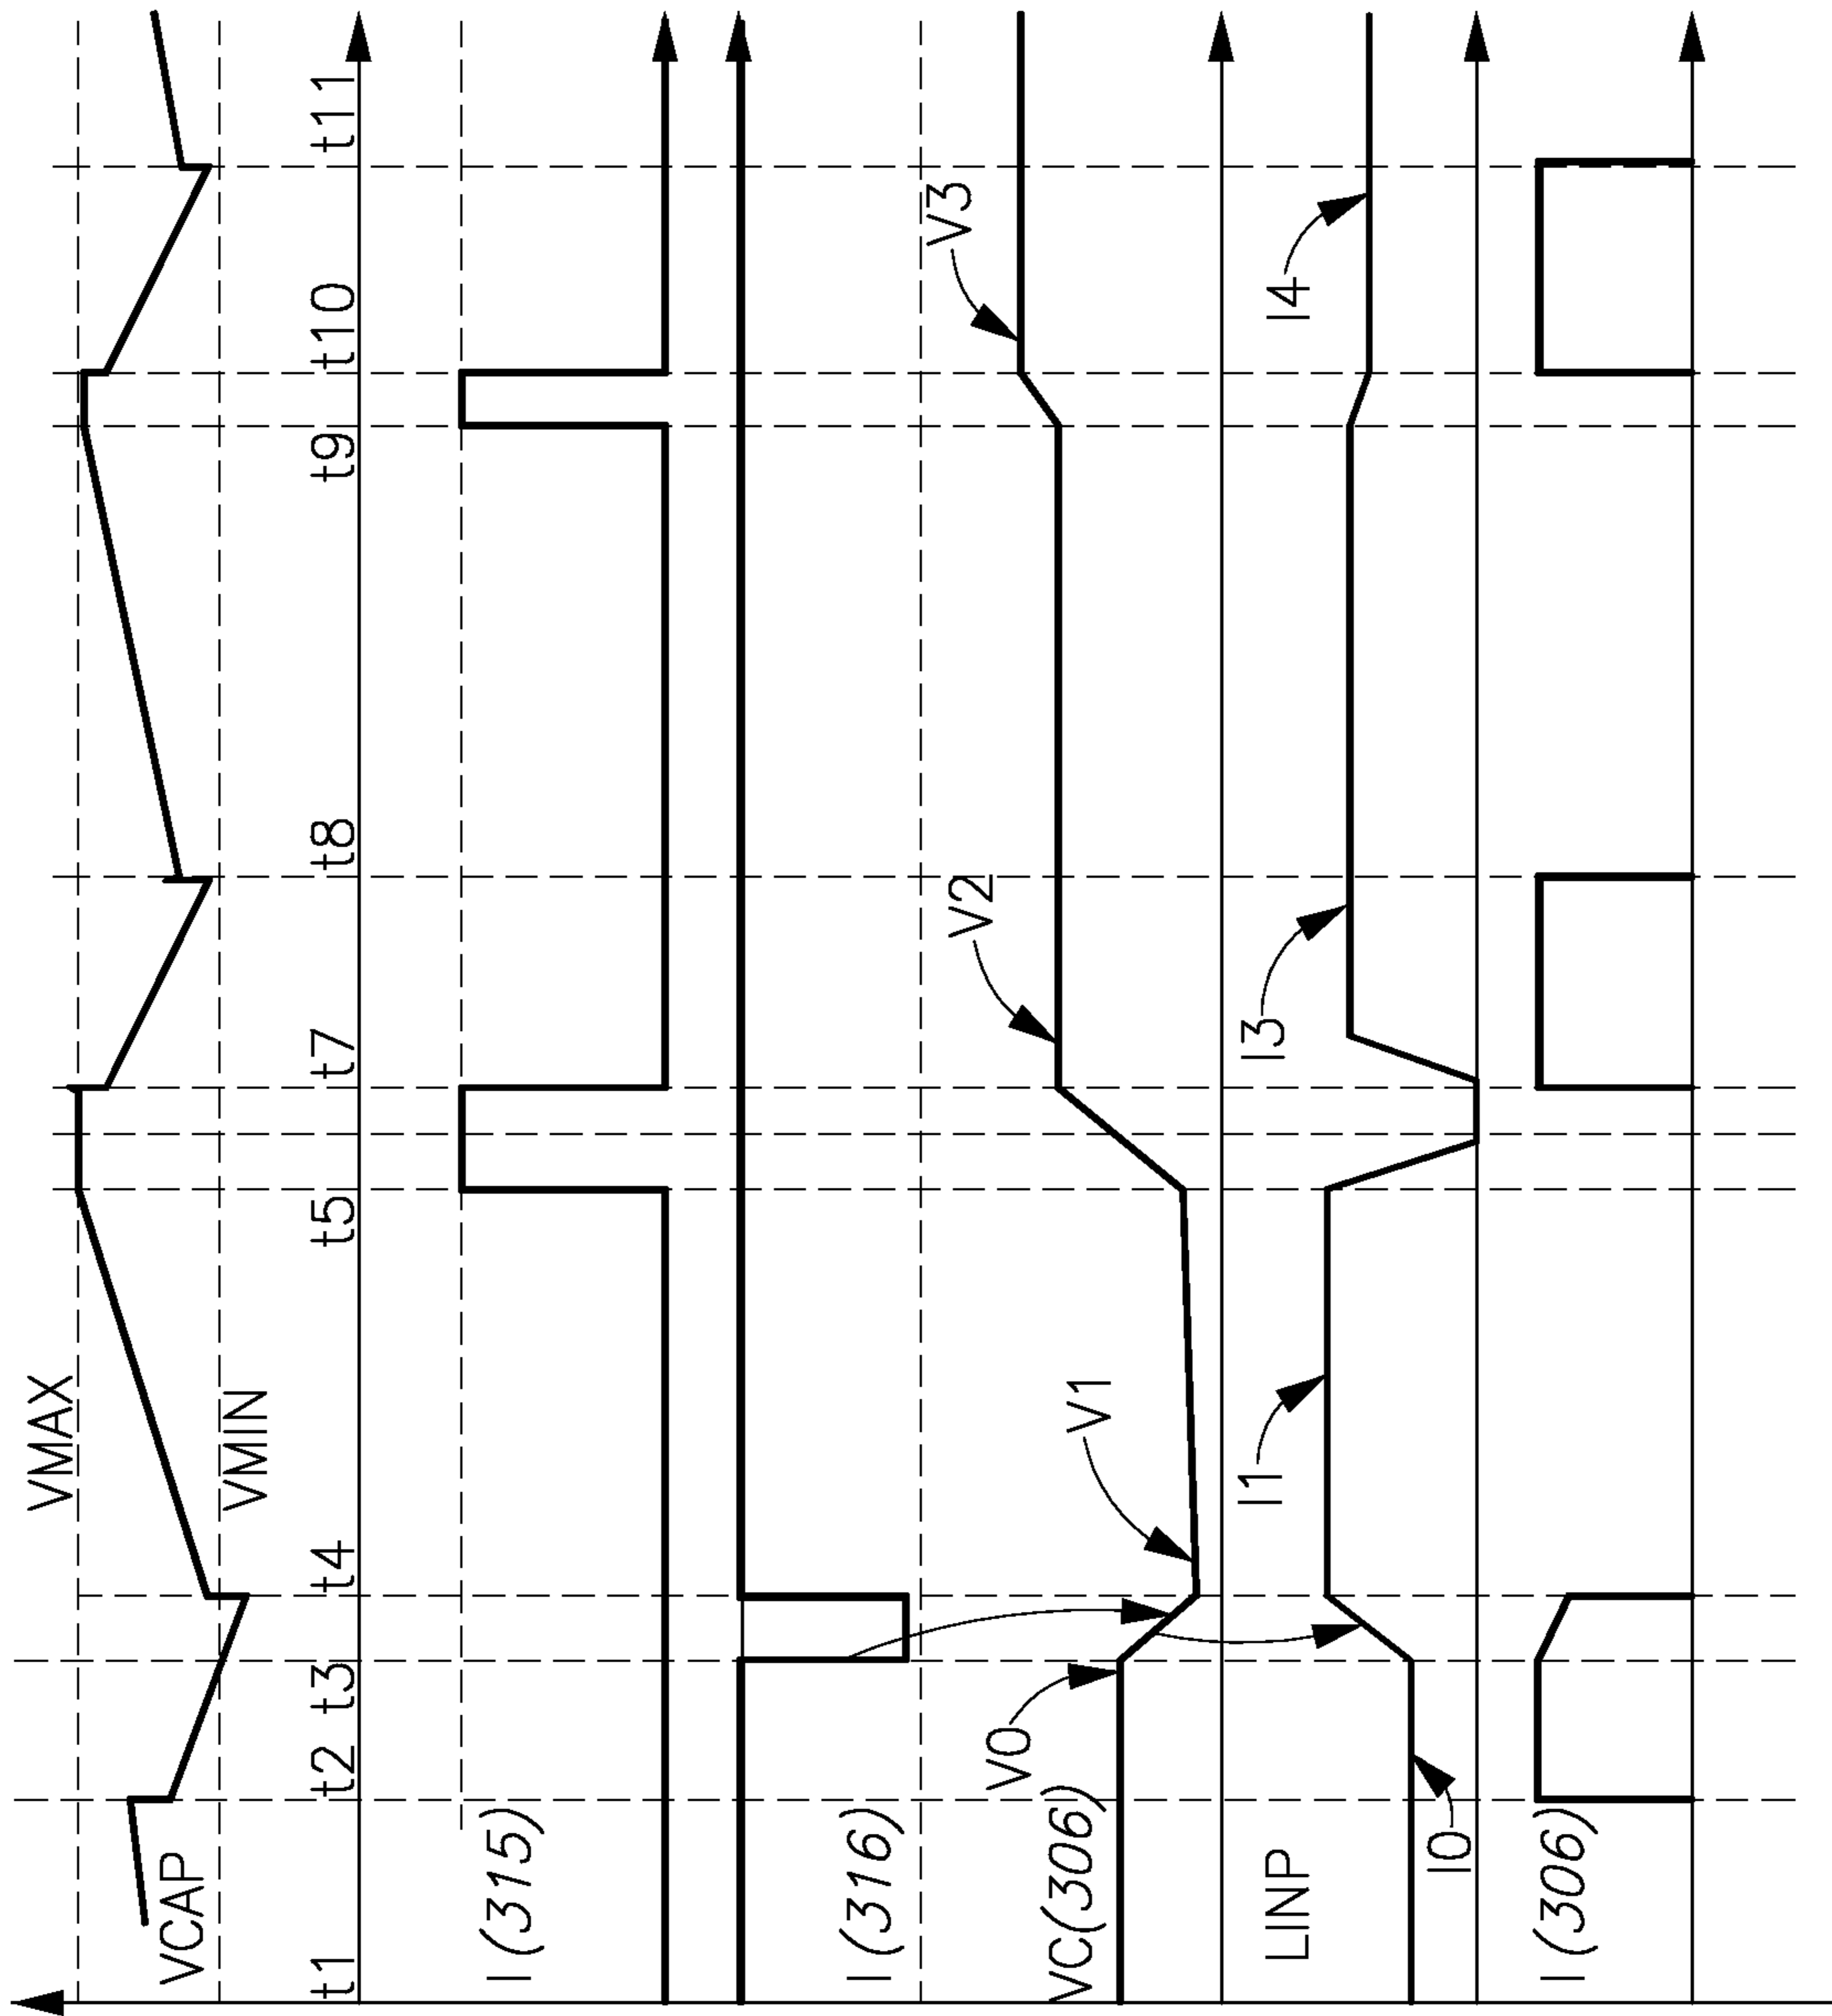 VMAX
VCAP
VMIN
t1 t2 t3 t4 t5 t7 t8 t9 t10 t11
I(315)
I(316)
V0 V1 V2 V3
VC(306)
LINP
I0 I1 I3 I4
I(306)